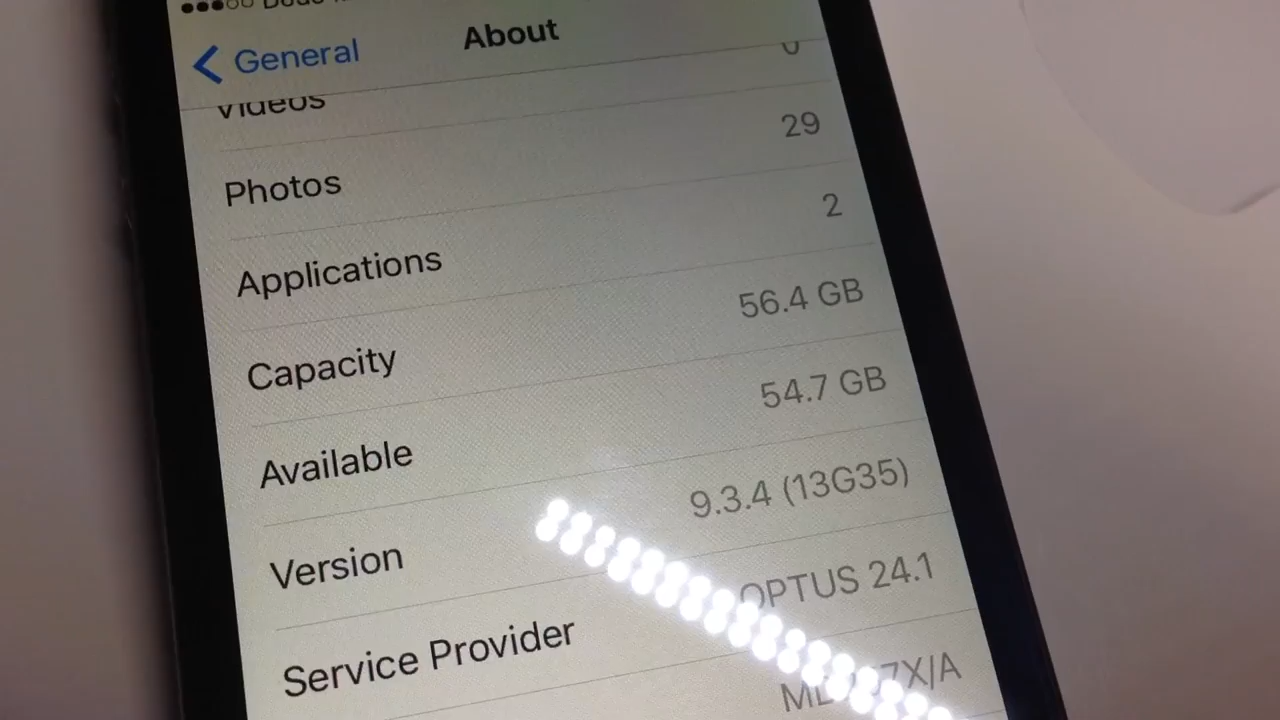 General
About
Videos
0
Photos
29
Applications
2
Capacity
56.4 GB
Available
54.7 GB
Version
9.3.4 (13G35)
Service Provider
OPTUS 24.1